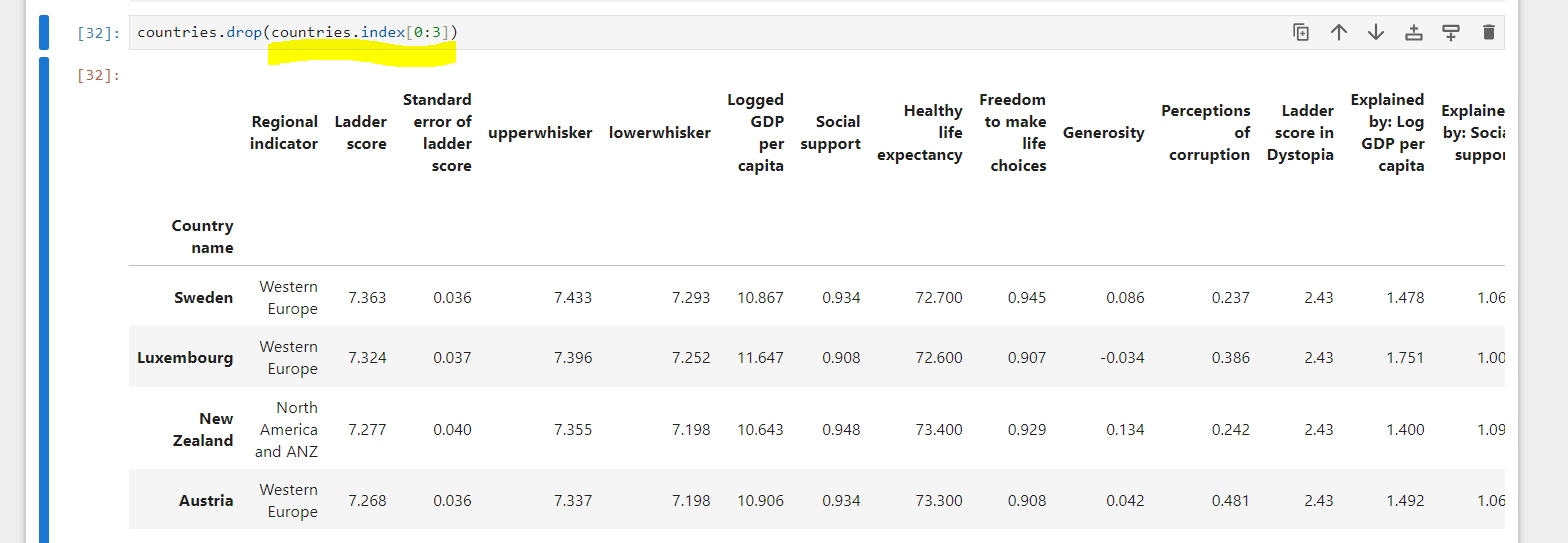 [32]: countries.drop(countries.index[0:3])
[32]:
Country name Regional indicator Ladder score Standard error of ladder score upperwhisker lowerwhisker Logged GDP per capita Social support Healthy life expectancy Freedom to make life choices Generosity Perceptions of corruption Ladder score in Dystopia Explained by: Log GDP per capita Explaine by: Socia suppor
Sweden Western Europe 7.363 0.036 7.433 7.293 10.867 0.934 72.700 0.945 0.086 0.237 2.43 1.478 1.06
Luxembourg Western Europe 7.324 0.037 7.396 7.252 11.647 0.908 72.600 0.907 -0.034 0.386 2.43 1.751 1.00
New Zealand North America and ANZ 7.277 0.040 7.355 7.198 10.643 0.948 73.400 0.929 0.134 0.242 2.43 1.400 1.09
Austria Western Europe 7.268 0.036 7.337 7.198 10.906 0.934 73.300 0.908 0.042 0.481 2.43 1.492 1.06